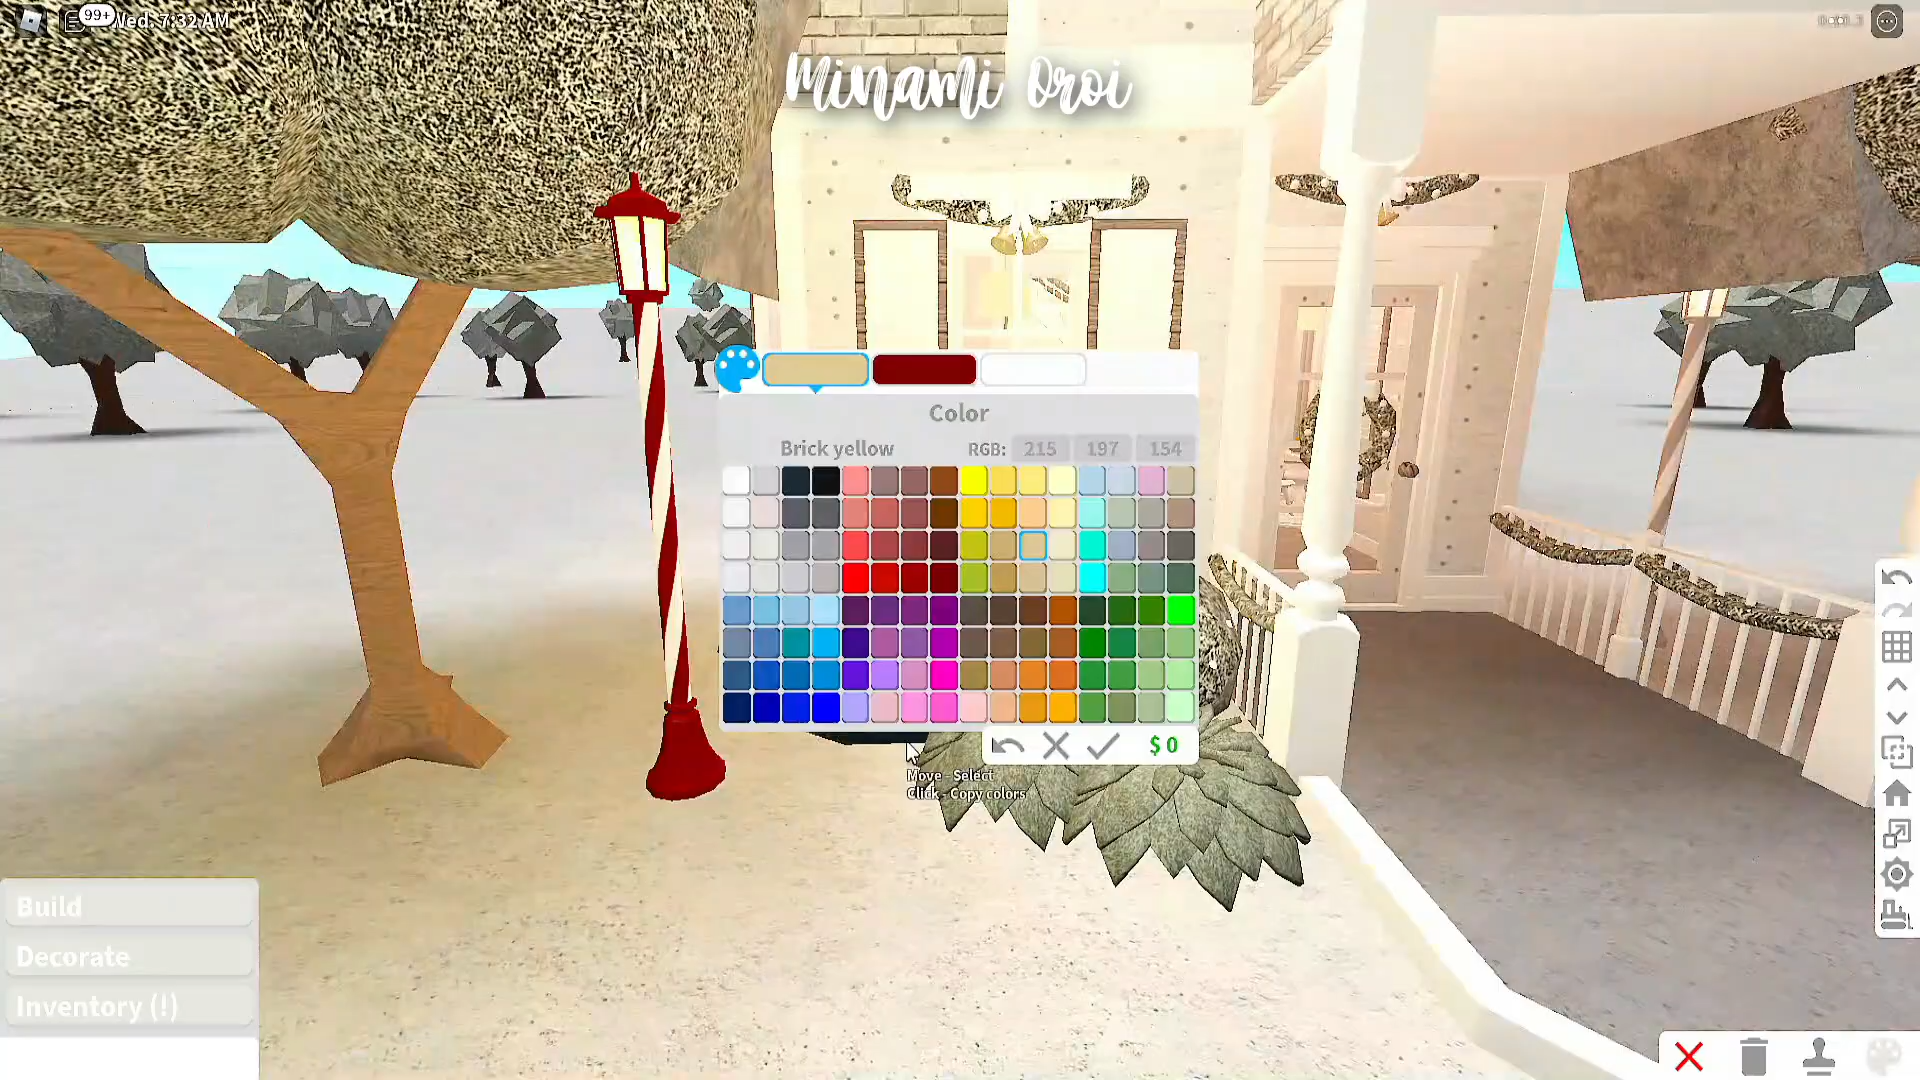 99+
Wed. 7:32 AM
Minami Oroi
Color
Brick yellow RGB: 215 197 154
$ 0
Move - Select
Click - Copy colors
Build
Decorate
Inventory (!)